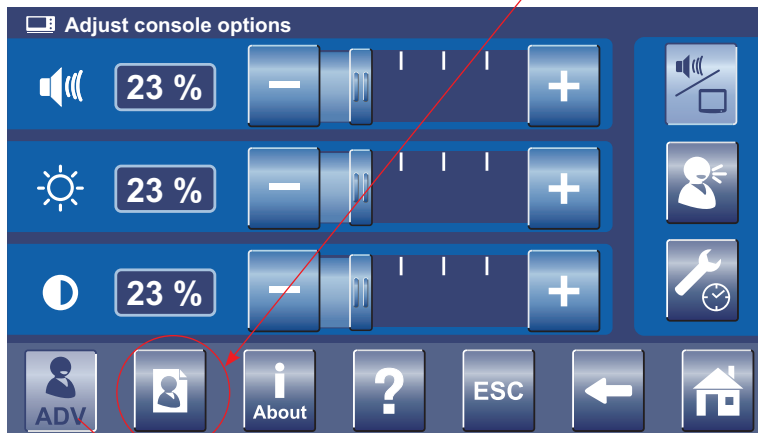 Adjust console options
23 %
− +
23 %
− +
23 %
− +
ADV
i
About
?
ESC